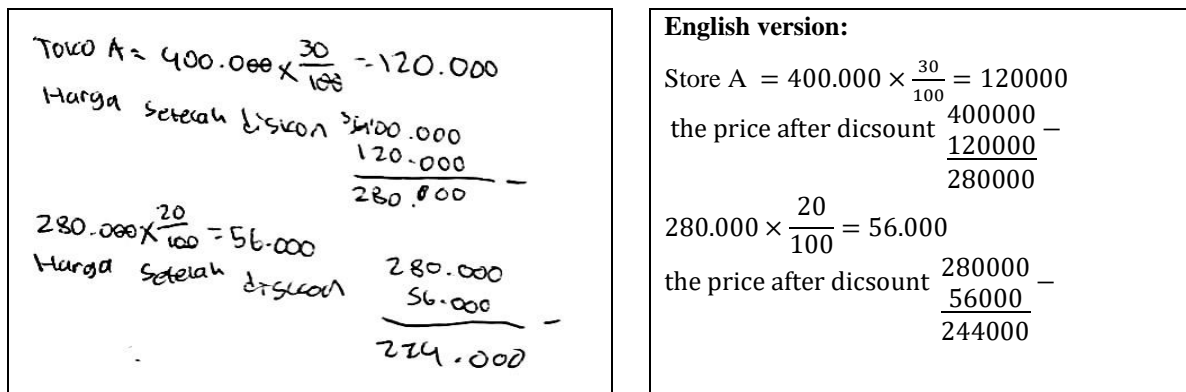 Toko A = 400.000 × 30/100 = 120.000
Harga setelah diskon 400.000
120.000 −
280.000
280.000 × 20/100 = 56.000
Harga setelah diskon 280.000
56.000 −
224.000
English version:
Store A = 400.000 × 30/100 = 120000
the price after dicsount 400000 −
120000
280000
280.000 × 20/100 = 56.000
the price after dicsount 280000 −
56000
244000